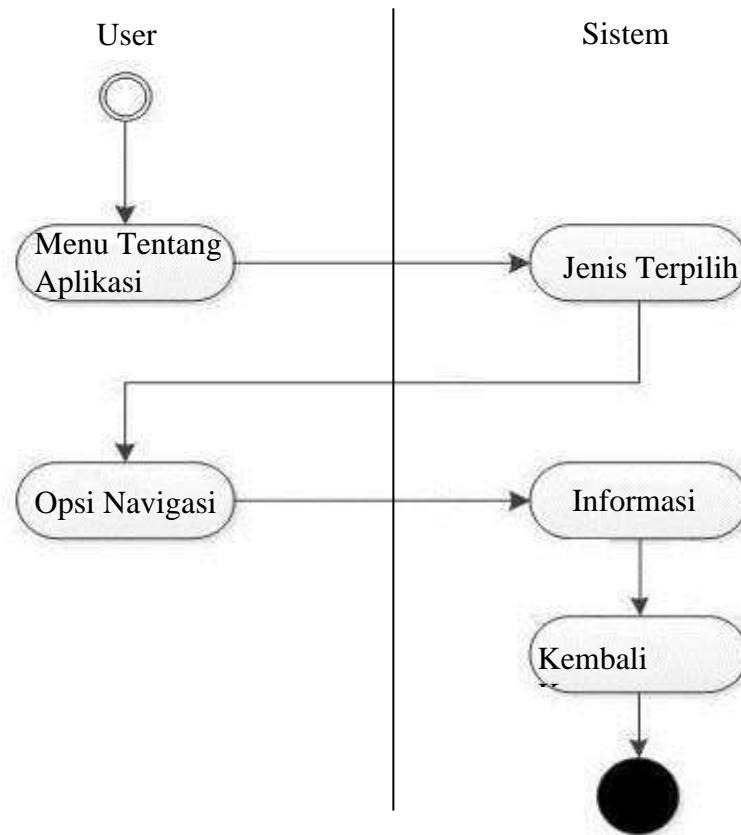 User
Sistem
Menu Tentang
Aplikasi
Jenis Terpilih
Opsi Navigasi
Informasi
Kembali